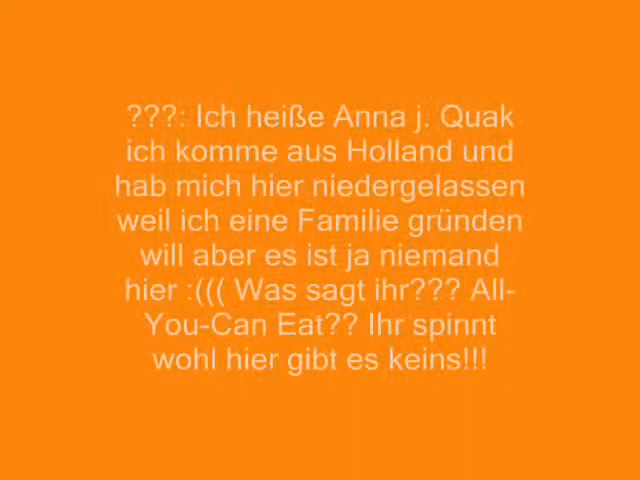 ???: Ich heiße Anna j. Quak
ich komme aus Holland und
hab mich hier niedergelassen
weil ich eine Familie gründen
will aber es ist ja niemand
hier :((( Was sagt ihr??? All-
You-Can Eat?? Ihr spinnt
wohl hier gibt es keins!!!